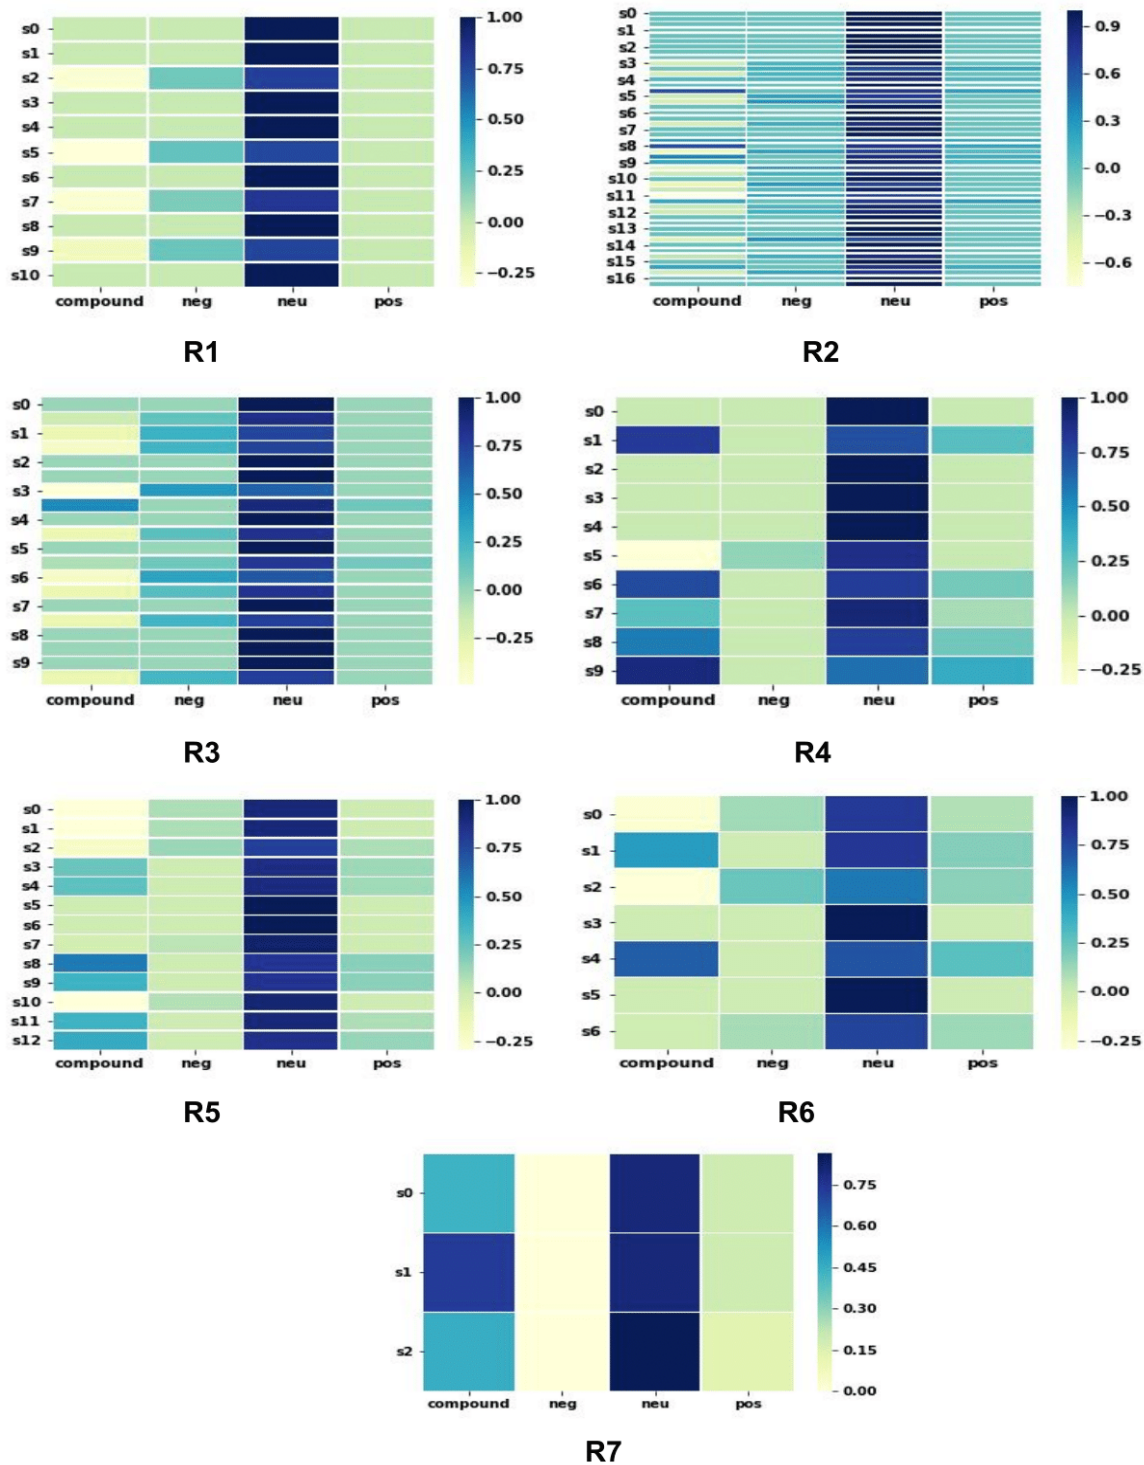 s0
s1
s2
s3
s4
s5
s6
s7
s8
s9
s10
compound neg neu pos
1.00
0.75
0.50
0.25
0.00
−0.25
R1
s0
s1
s2
s3
s4
s5
s6
s7
s8
s9
s10
s11
s12
s13
s14
s15
s16
compound neg neu pos
0.9
0.6
0.3
0.0
−0.3
−0.6
R2
s0
s1
s2
s3
s4
s5
s6
s7
s8
s9
compound neg neu pos
1.00
0.75
0.50
0.25
0.00
−0.25
R3
s0
s1
s2
s3
s4
s5
s6
s7
s8
s9
compound neg neu pos
1.00
0.75
0.50
0.25
0.00
−0.25
R4
s0
s1
s2
s3
s4
s5
s6
s7
s8
s9
s10
s11
s12
compound neg neu pos
1.00
0.75
0.50
0.25
0.00
−0.25
R5
s0
s1
s2
s3
s4
s5
s6
compound neg neu pos
1.00
0.75
0.50
0.25
0.00
−0.25
R6
s0
s1
s2
compound neg neu pos
0.75
0.60
0.45
0.30
0.15
0.00
R7